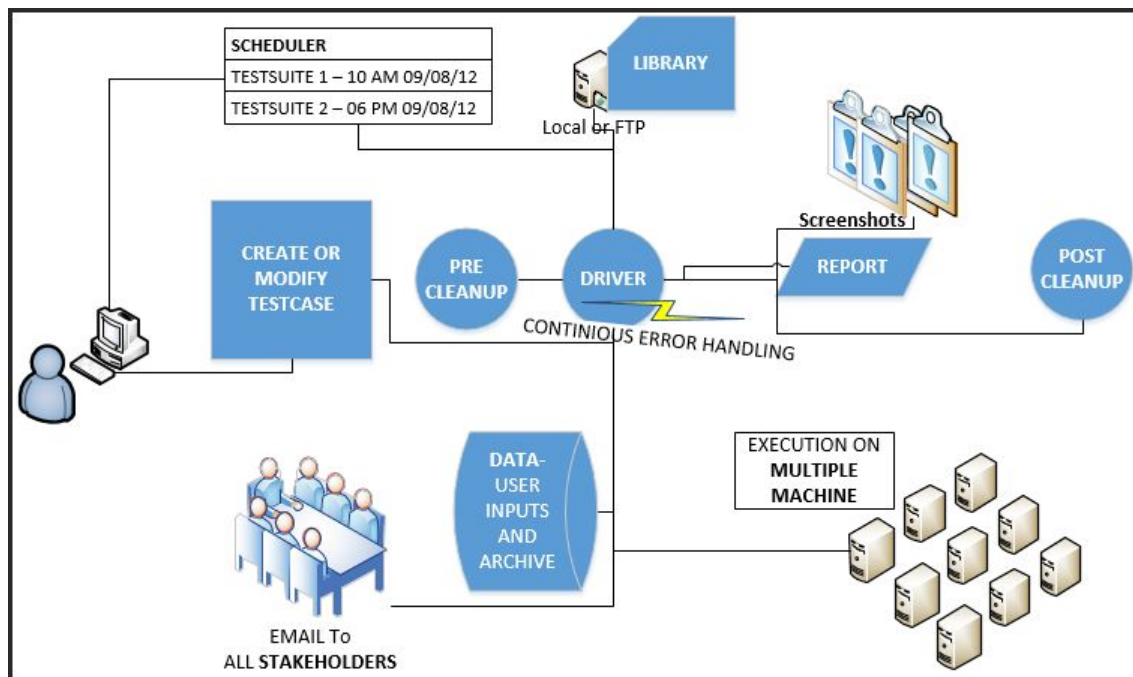 SCHEDULER
TESTSUITE 1 – 10 AM 09/08/12
TESTSUITE 2 – 06 PM 09/08/12
LIBRARY
Local or FTP
Screenshots
CREATE OR
MODIFY
TESTCASE
PRE
CLEANUP
DRIVER
REPORT
POST
CLEANUP
CONTINIOUS ERROR HANDLING
DATA-
USER
INPUTS
AND
ARCHIVE
EXECUTION ON
MULTIPLE
MACHINE
EMAIL To
ALL STAKEHOLDERS